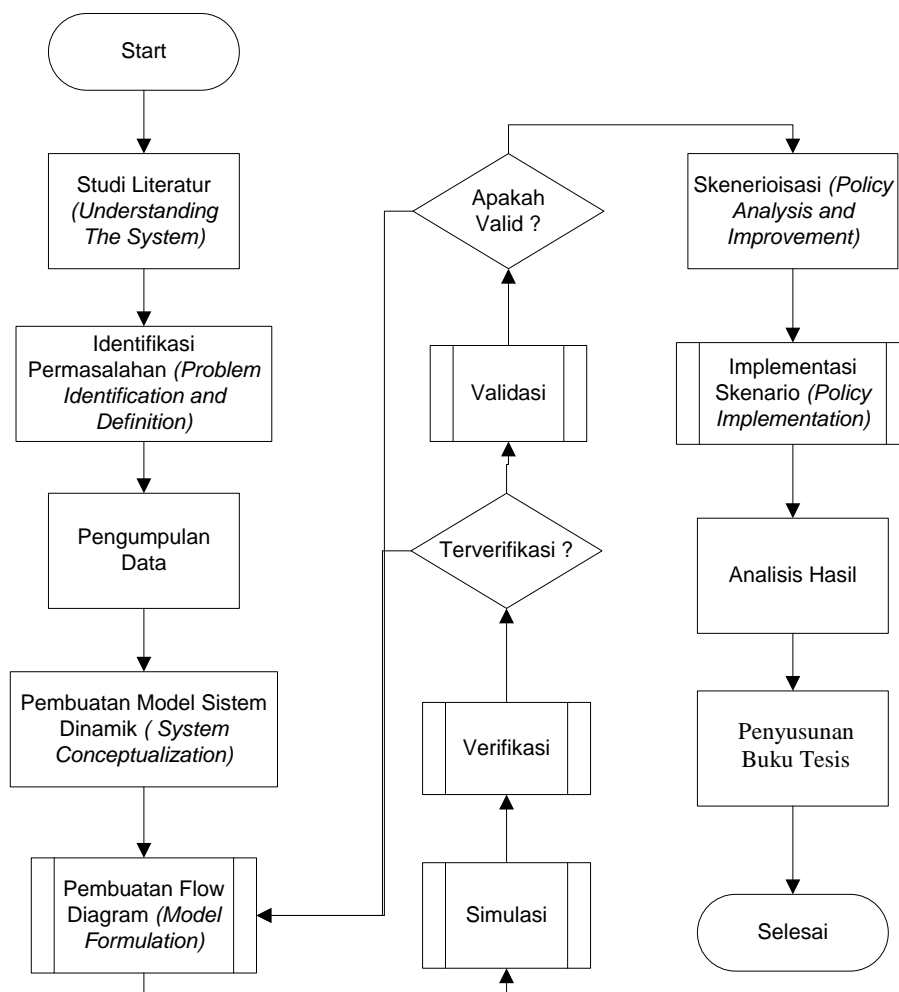 Start
Studi Literatur
(Understanding
The System)
Identifikasi
Permasalahan (Problem
Identification and
Definition)
Pengumpulan
Data
Pembuatan Model Sistem
Dinamik ( System
Conceptualization)
Pembuatan Flow
Diagram (Model
Formulation)
Apakah
Valid ?
Validasi
Terverifikasi ?
Verifikasi
Simulasi
Skenerioisasi (Policy
Analysis and
Improvement)
Implementasi
Skenario (Policy
Implementation)
Analisis Hasil
Penyusunan
Buku Tesis
Selesai